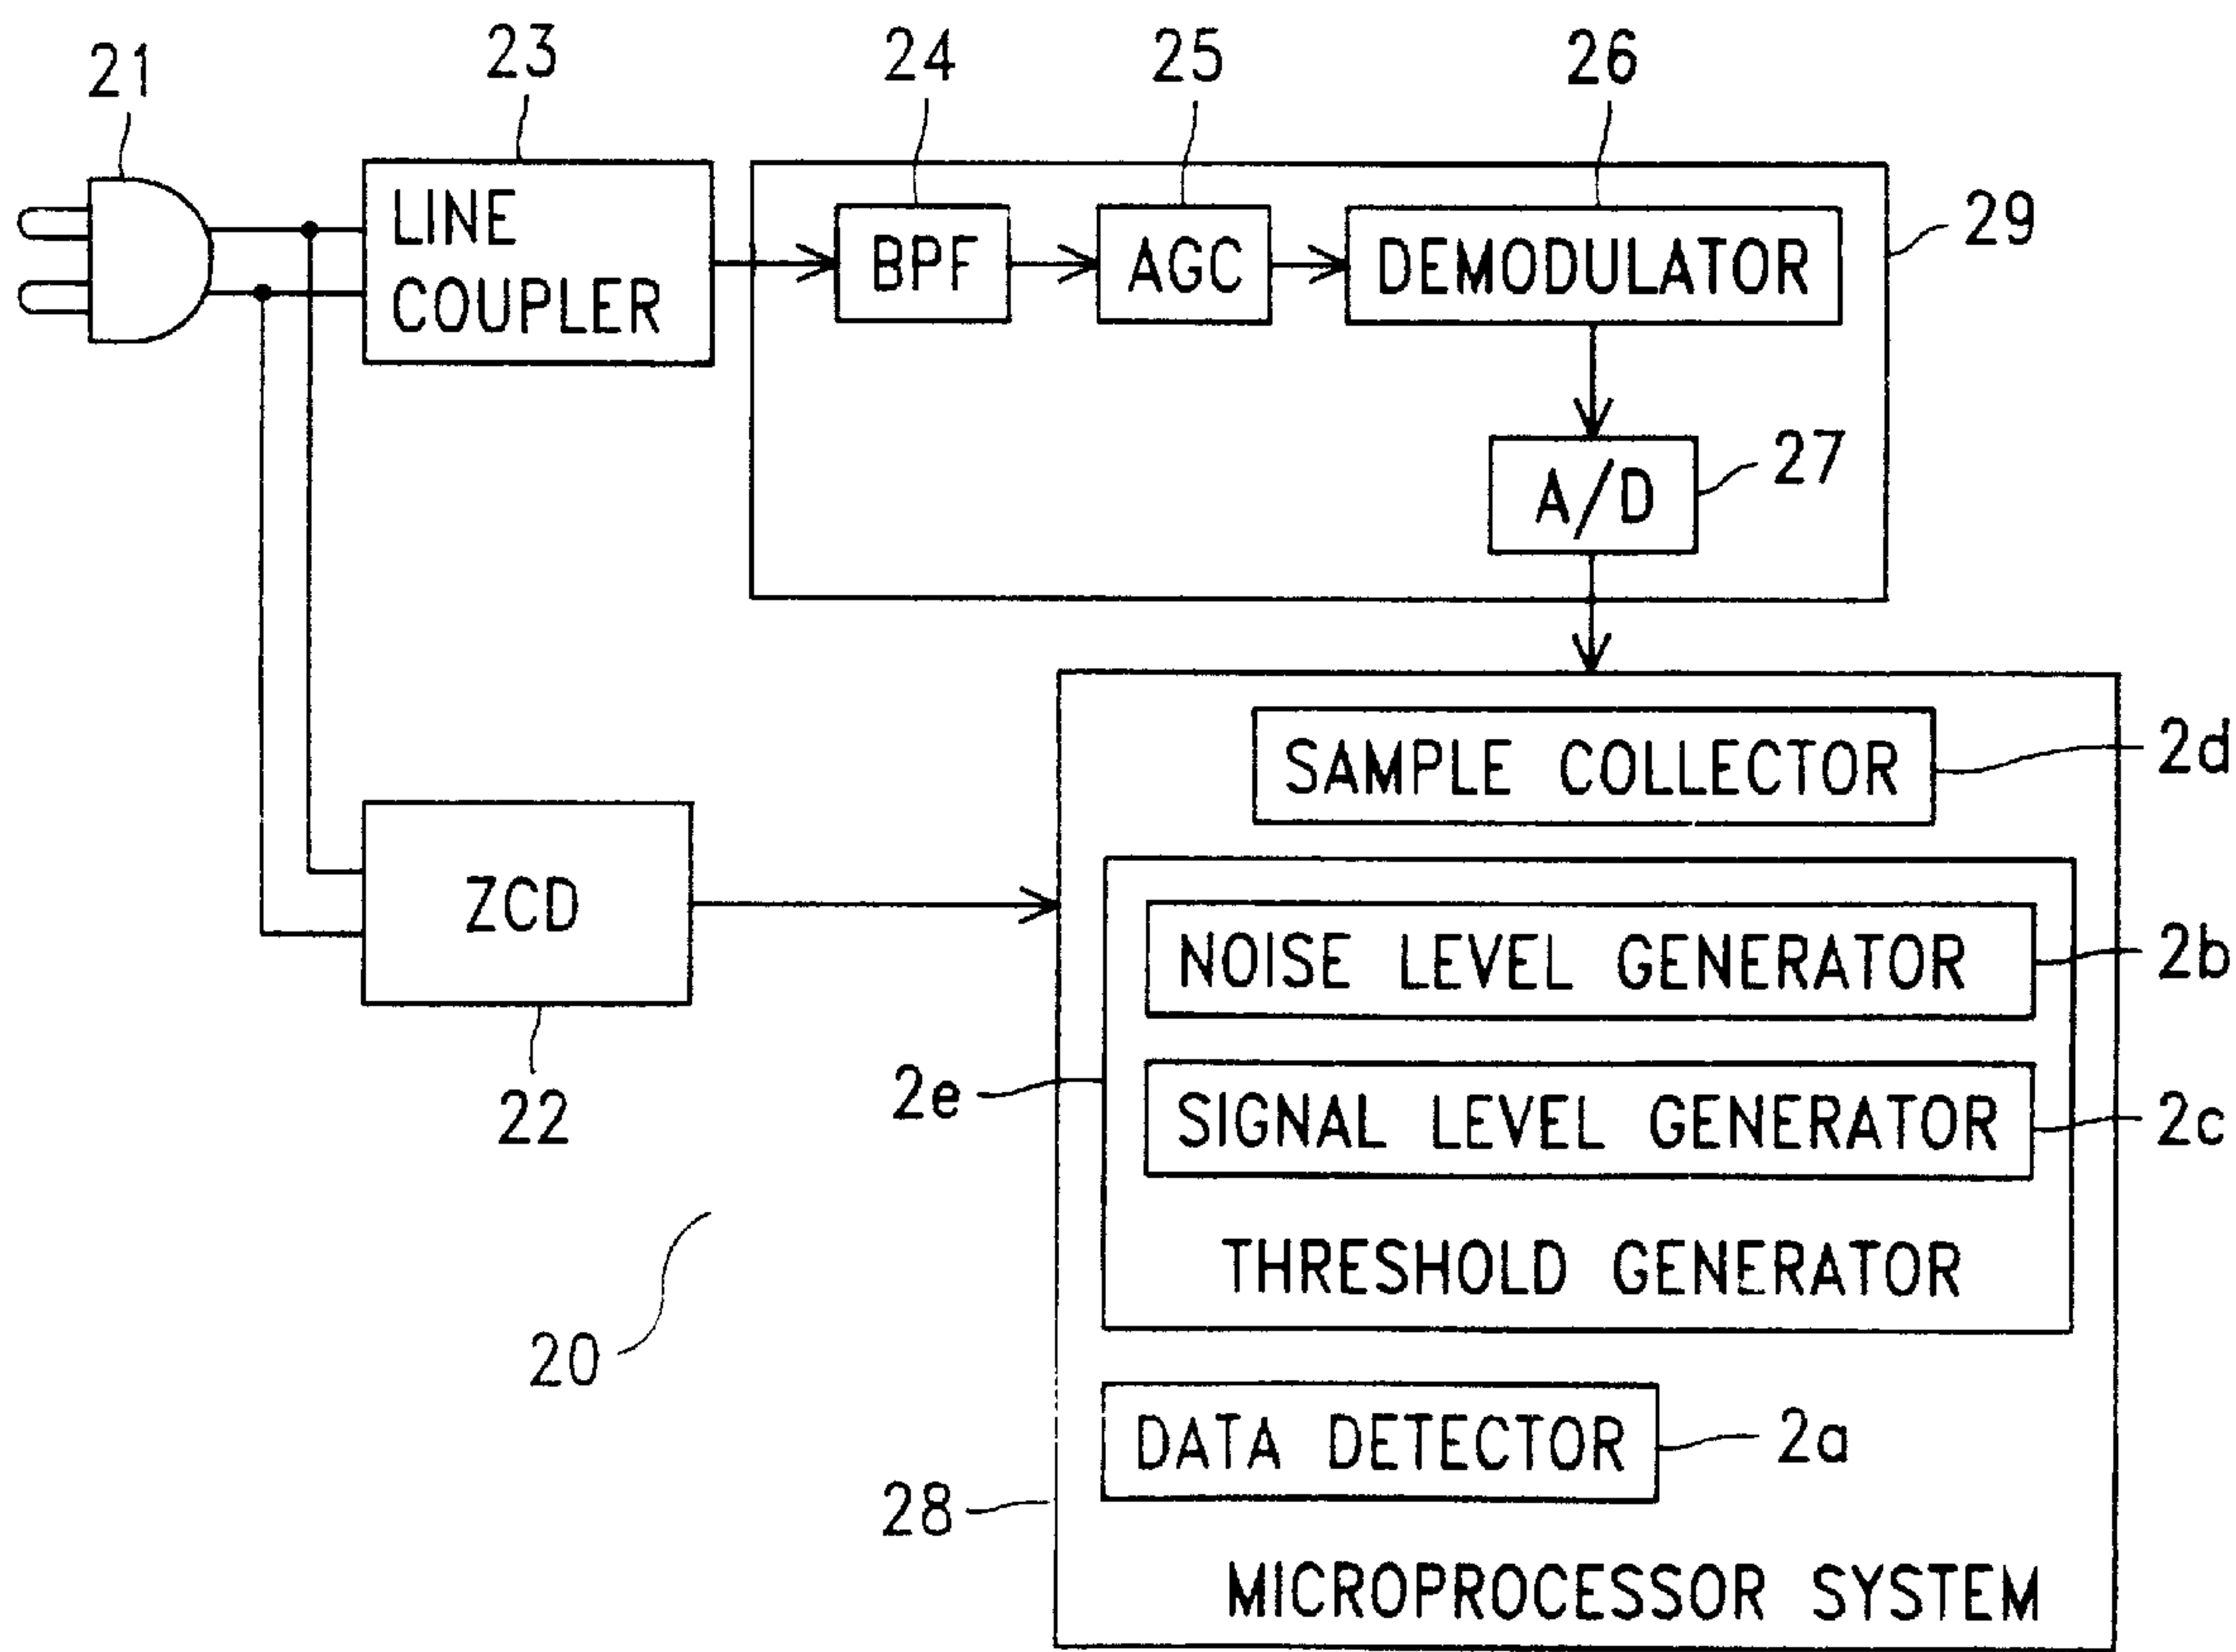 21
23
24
25
26
LINE
COUPLER
BPF
AGC
DEMODULATOR
29
A/D
27
SAMPLE COLLECTOR
2d
ZCD
22
NOISE LEVEL GENERATOR
2b
2e
SIGNAL LEVEL GENERATOR
2c
THRESHOLD GENERATOR
20
DATA DETECTOR
2a
28
MICROPROCESSOR SYSTEM